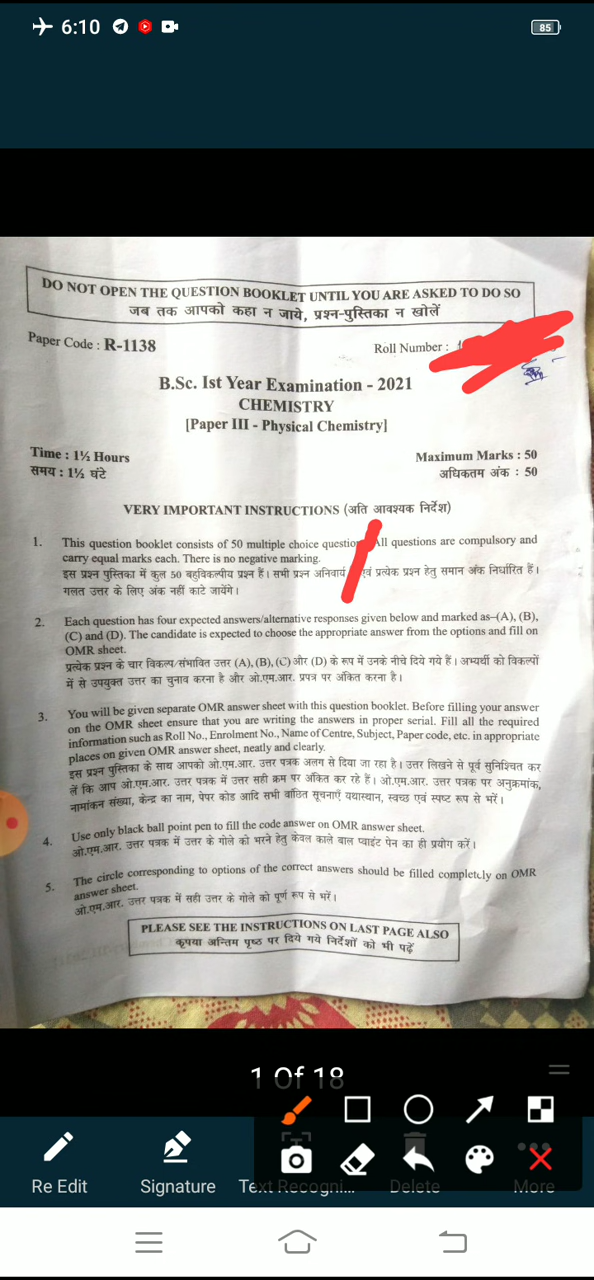 6:10
85
DO NOT OPEN THE QUESTION BOOKLET UNTIL YOU ARE ASKED TO DO SO
जब तक आपको कहा न जाये, प्रश्न-पुस्तिका न खोलें
Paper Code : R-1138
Roll Number :
B.Sc. Ist Year Examination - 2021
CHEMISTRY
[Paper III - Physical Chemistry]
Time : 1½ Hours
Maximum Marks : 50
समय : 1½ घंटे
अधिकतम अंक : 50
VERY IMPORTANT INSTRUCTIONS (अति आवश्यक निर्देश)
1. This question booklet consists of 50 multiple choice question All questions are compulsory and
carry equal marks each. There is no negative marking.
इस प्रश्न पुस्तिका में कुल 50 बहुविकल्पीय प्रश्न हैं। सभी प्रश्न अनिवार्य एवं प्रत्येक प्रश्न हेतु समान अंक निर्धारित हैं।
गलत उत्तर के लिए अंक नहीं काटे जायेंगे।
2. Each question has four expected answers/alternative responses given below and marked as–(A), (B),
(C) and (D). The candidate is expected to choose the appropriate answer from the options and fill on
OMR sheet.
प्रत्येक प्रश्न के चार विकल्प/संभावित उत्तर (A), (B), (C) और (D) के रूप में उनके नीचे दिये गये हैं। अभ्यर्थी को विकल्पों
में से उपयुक्त उत्तर का चुनाव करना है और ओ.एम.आर. प्रपत्र पर अंकित करना है।
3. You will be given separate OMR answer sheet with this question booklet. Before filling your answer
on the OMR sheet ensure that you are writing the answers in proper serial. Fill all the required
information such as Roll No., Enrolment No., Name of Centre, Subject, Paper code, etc. in appropriate
places on given OMR answer sheet, neatly and clearly.
इस प्रश्न पुस्तिका के साथ आपको ओ.एम.आर. उत्तर पत्रक अलग से दिया जा रहा है। उत्तर लिखने से पूर्व सुनिश्चित कर
लें कि आप ओ.एम.आर. उत्तर पत्रक में उत्तर सही क्रम पर अंकित कर रहे हैं। ओ.एम.आर. उत्तर पत्रक पर अनुक्रमांक,
नामांकन संख्या, केन्द्र का नाम, पेपर कोड आदि सभी वांछित सूचनाएँ यथास्थान, स्वच्छ एवं स्पष्ट रूप से भरें।
4. Use only black ball point pen to fill the code answer on OMR answer sheet.
ओ.एम.आर. उत्तर पत्रक में उत्तर के गोले को भरने हेतु केवल काले बाल प्वाइंट पेन का ही प्रयोग करें।
5. The circle corresponding to options of the correct answers should be filled completely on OMR
answer sheet.
ओ.एम.आर. उत्तर पत्रक में सही उत्तर के गोले को पूर्ण रूप से भरें।
PLEASE SEE THE INSTRUCTIONS ON LAST PAGE ALSO
कृपया अन्तिम पृष्ठ पर दिये गये निर्देशों को भी पढ़ें
1 Of 18
Re Edit
Signature
Text Recogni...
Delete
More